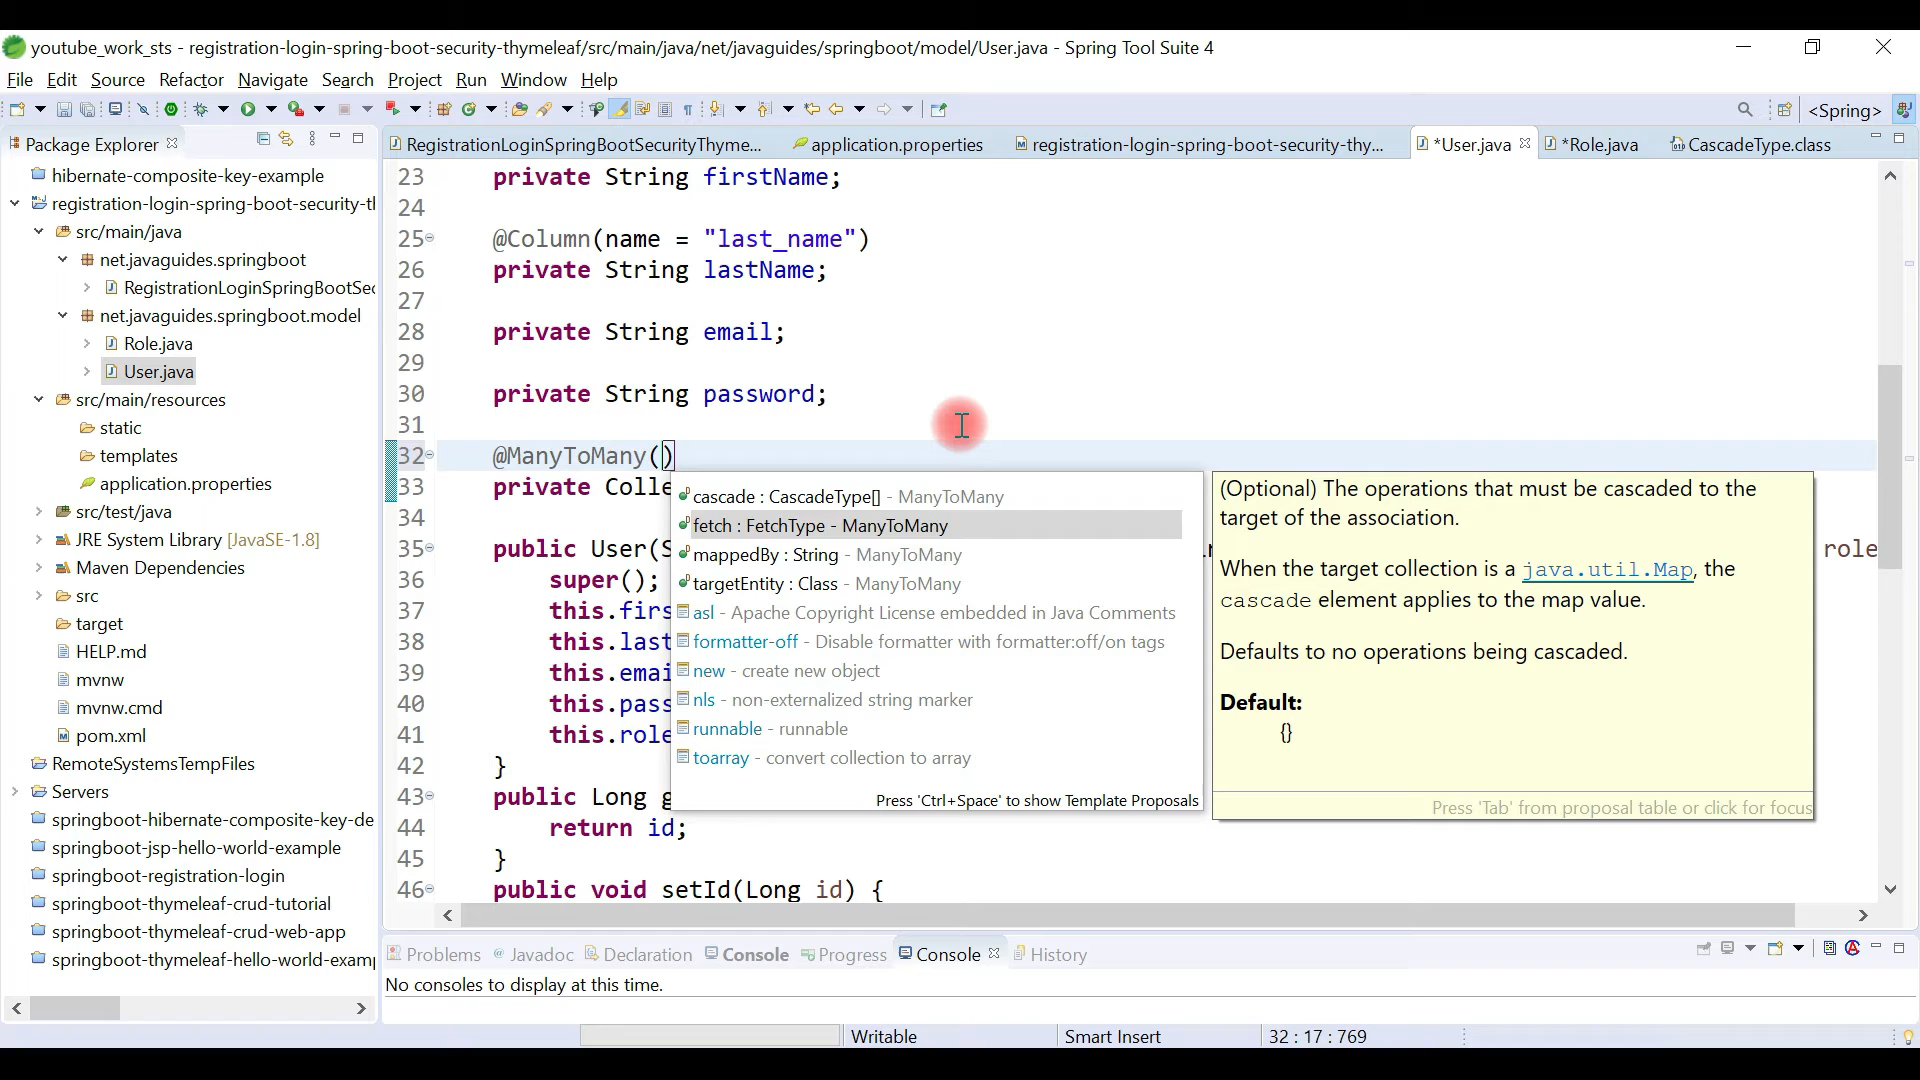 youtube_work_sts - registration-login-spring-boot-security-thymeleaf/src/main/java/net/javaguides/springboot/model/User.java - Spring Tool Suite 4
File Edit Source Refactor Navigate Search Project Run Window Help
<Spring>
Package Explorer
RegistrationLoginSpringBootSecurityThyme...
application.properties
registration-login-spring-boot-security-thy...
*User.java
*Role.java
CascadeType.class
hibernate-composite-key-example
registration-login-spring-boot-security-tl
src/main/java
net.javaguides.springboot
RegistrationLoginSpringBootSec
net.javaguides.springboot.model
Role.java
User.java
src/main/resources
static
templates
application.properties
src/test/java
JRE System Library [JavaSE-1.8]
Maven Dependencies
src
target
HELP.md
mvnw
mvnw.cmd
pom.xml
RemoteSystemsTempFiles
Servers
springboot-hibernate-composite-key-de
springboot-jsp-hello-world-example
springboot-registration-login
springboot-thymeleaf-crud-tutorial
springboot-thymeleaf-crud-web-app
springboot-thymeleaf-hello-world-examp
23 private String firstName;
24
25 @Column(name = "last_name")
26 private String lastName;
27
28 private String email;
29
30 private String password;
31
32 @ManyToMany()
33 private Colle
34
35 public User(S role
36 super();
37 this.firs
38 this.last
39 this.emai
40 this.pass
41 this.role
42 }
43 public Long g
44 return id;
45 }
46 public void setId(Long id) {
cascade : CascadeType[] - ManyToMany
fetch : FetchType - ManyToMany
mappedBy : String - ManyToMany
targetEntity : Class - ManyToMany
asl - Apache Copyright License embedded in Java Comments
formatter-off - Disable formatter with formatter:off/on tags
new - create new object
nls - non-externalized string marker
runnable - runnable
toarray - convert collection to array
Press 'Ctrl+Space' to show Template Proposals
(Optional) The operations that must be cascaded to the
target of the association.
When the target collection is a java.util.Map, the
cascade element applies to the map value.
Defaults to no operations being cascaded.
Default:
{}
Press 'Tab' from proposal table or click for focus
Problems Javadoc Declaration Console Progress Console History
No consoles to display at this time.
Writable Smart Insert 32 : 17 : 769